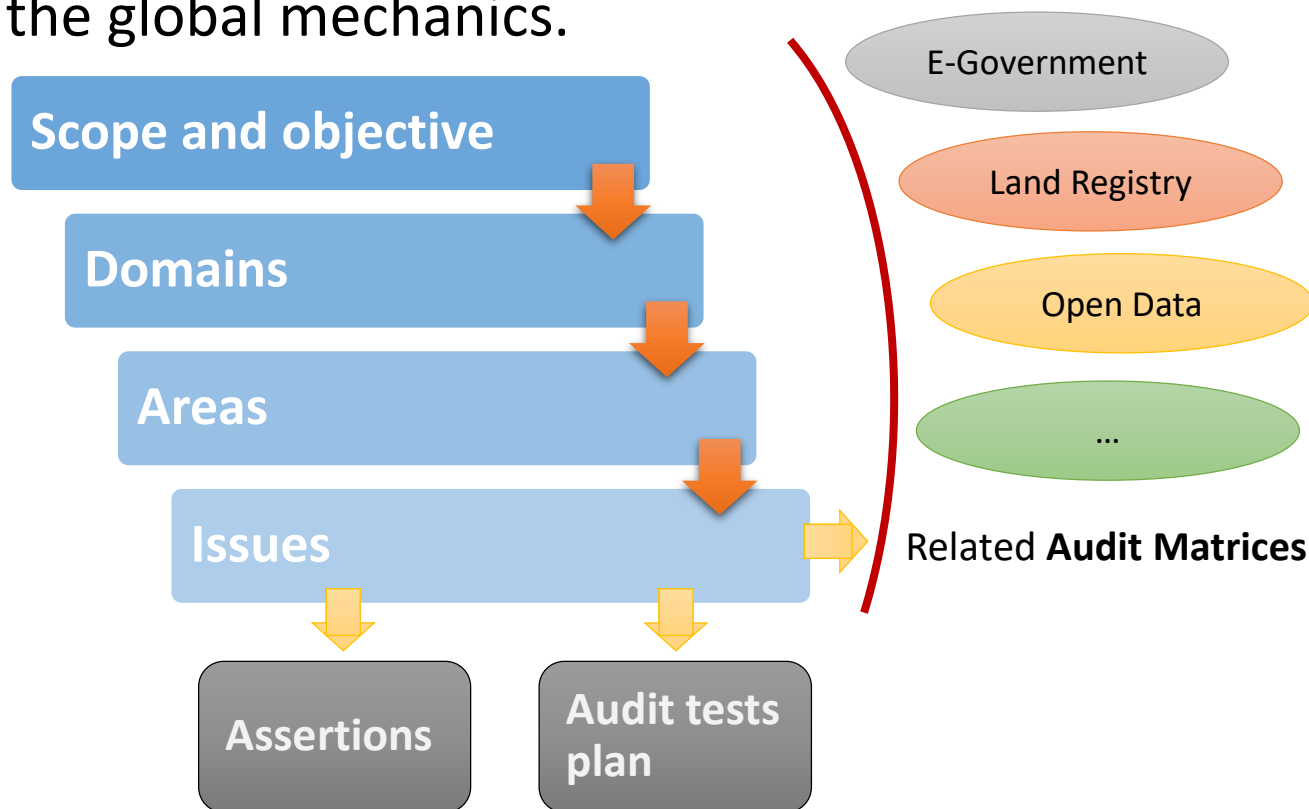 the global mechanics.
Scope and objective
Domains
Areas
Issues
Assertions
Audit tests
plan
E-Government
Land Registry
Open Data
...
Related Audit Matrices